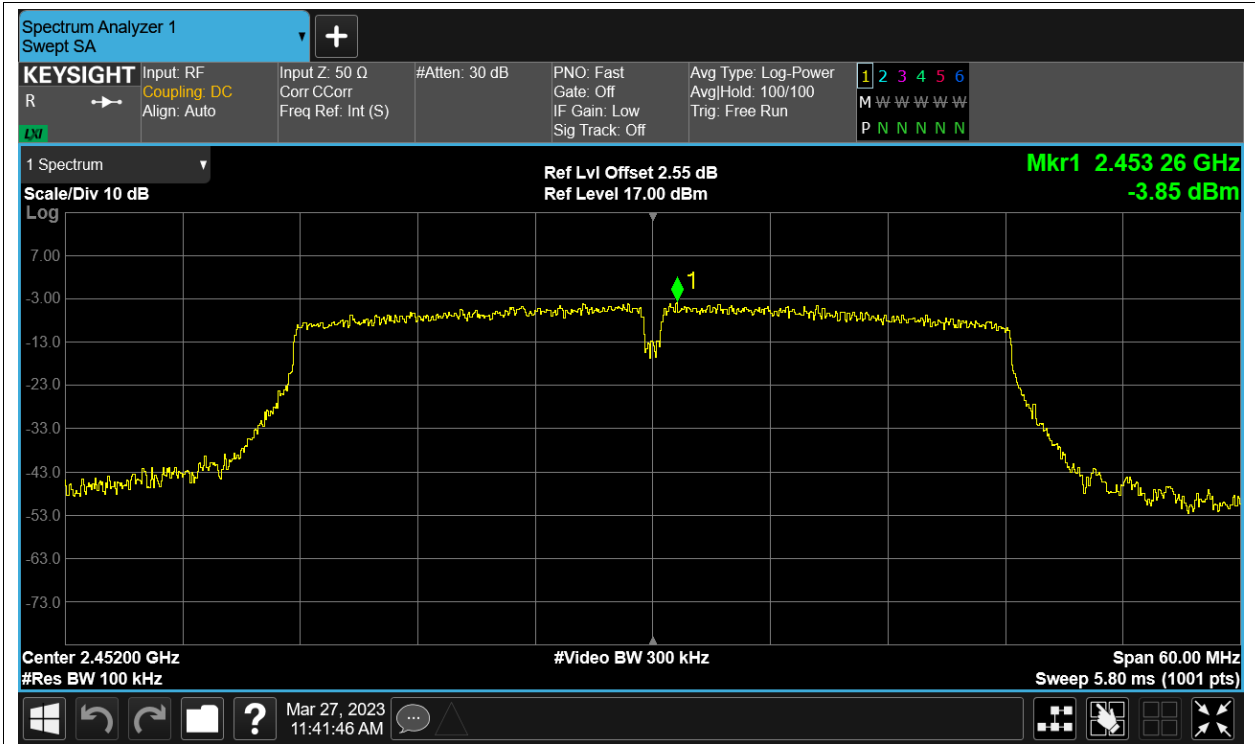 Spectrum Analyzer 1
Swept SA
KEYSIGHT
R
LXI
Input: RF
Coupling: DC
Align: Auto
Input Z: 50 Ω
Corr CCorr
Freq Ref: Int (S)
#Atten: 30 dB
PNO: Fast
Gate: Off
IF Gain: Low
Sig Track: Off
Avg Type: Log-Power
Avg|Hold: 100/100
Trig: Free Run
1 2 3 4 5 6
M W W W W W
P N N N N N
1 Spectrum
Scale/Div 10 dB
Ref Lvl Offset 2.55 dB
Ref Level 17.00 dBm
Mkr1 2.453 26 GHz
-3.85 dBm
Log
7.00
-3.00
-13.0
-23.0
-33.0
-43.0
-53.0
-63.0
-73.0
1
Center 2.45200 GHz
#Res BW 100 kHz
#Video BW 300 kHz
Span 60.00 MHz
Sweep 5.80 ms (1001 pts)
?
Mar 27, 2023
11:41:46 AM